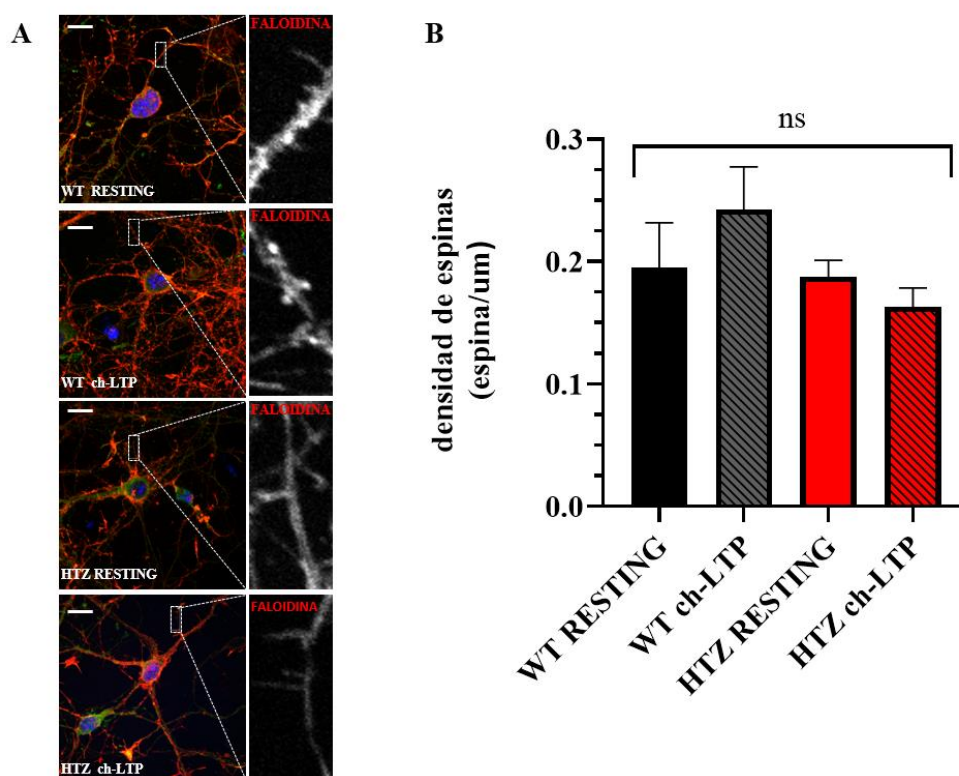 A
FALOIDINA
WT RESTING
FALOIDINA
WT ch-LTP
FALOIDINA
HTZ RESTING
FALOIDINA
HTZ ch-LTP
B
ns
densidad de espinas
(espina/um)
0.3
0.2
0.1
0.0
WT RESTING
WT ch-LTP
HTZ RESTING
HTZ ch-LTP